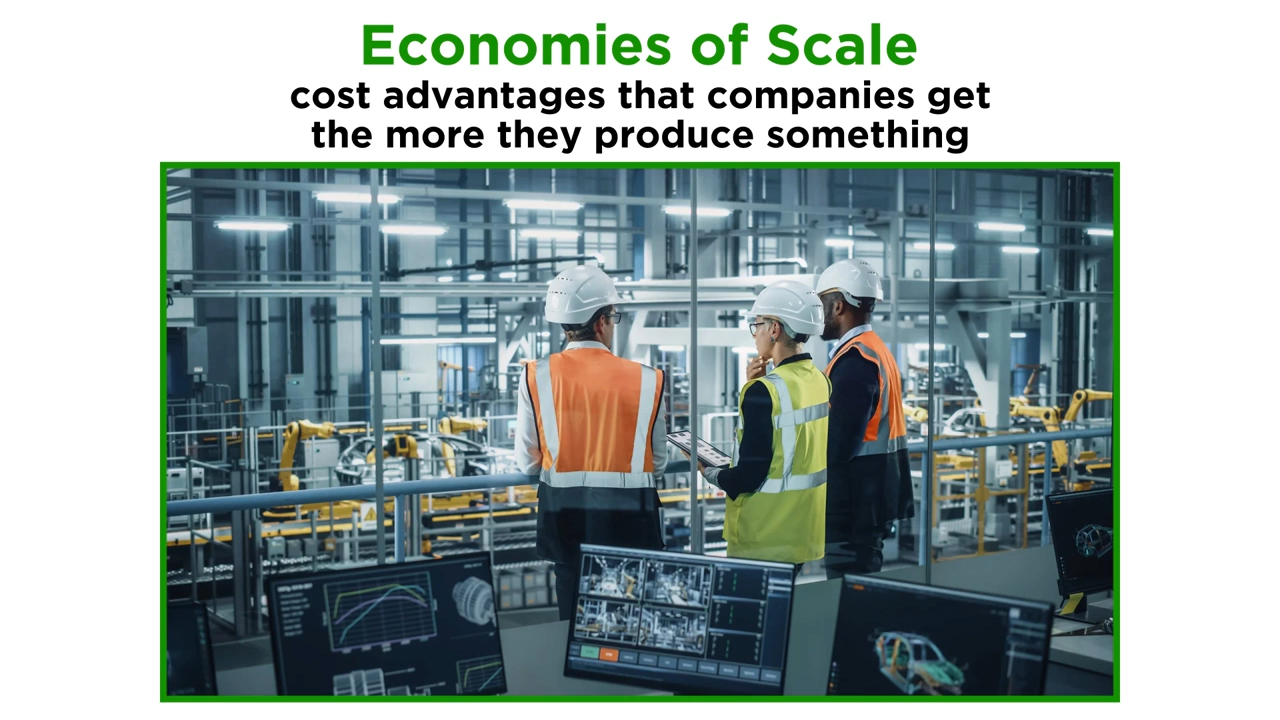 Economies of Scale
cost advantages that companies get
the more they produce something